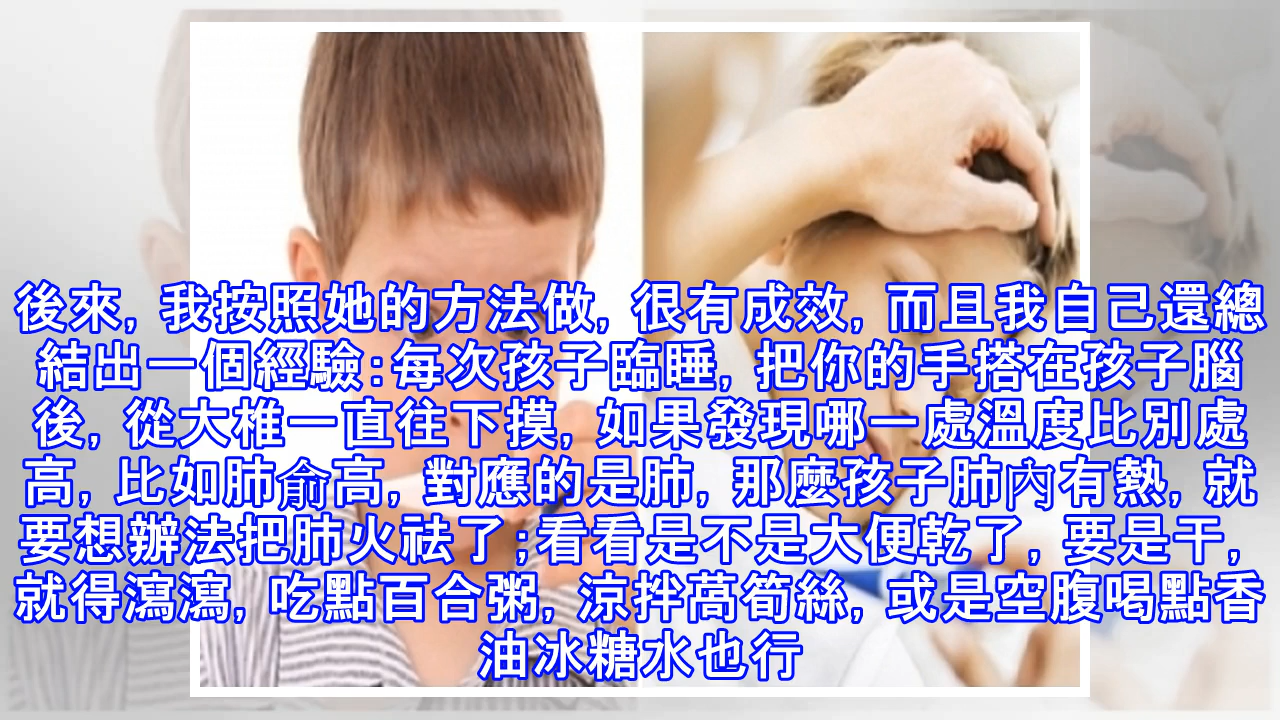 後來, 我按照她的方法做, 很有成效, 而且我自己還總
結出一個經驗:每次孩子臨睡, 把你的手搭在孩子腦
後, 從大椎一直往下摸, 如果發現哪一處溫度比別處
高, 比如肺俞高, 對應的是肺, 那麼孩子肺內有熱, 就
要想辦法把肺火祛了;看看是不是大便乾了, 要是干,
就得瀉瀉, 吃點百合粥, 涼拌萵筍絲, 或是空腹喝點香
油冰糖水也行